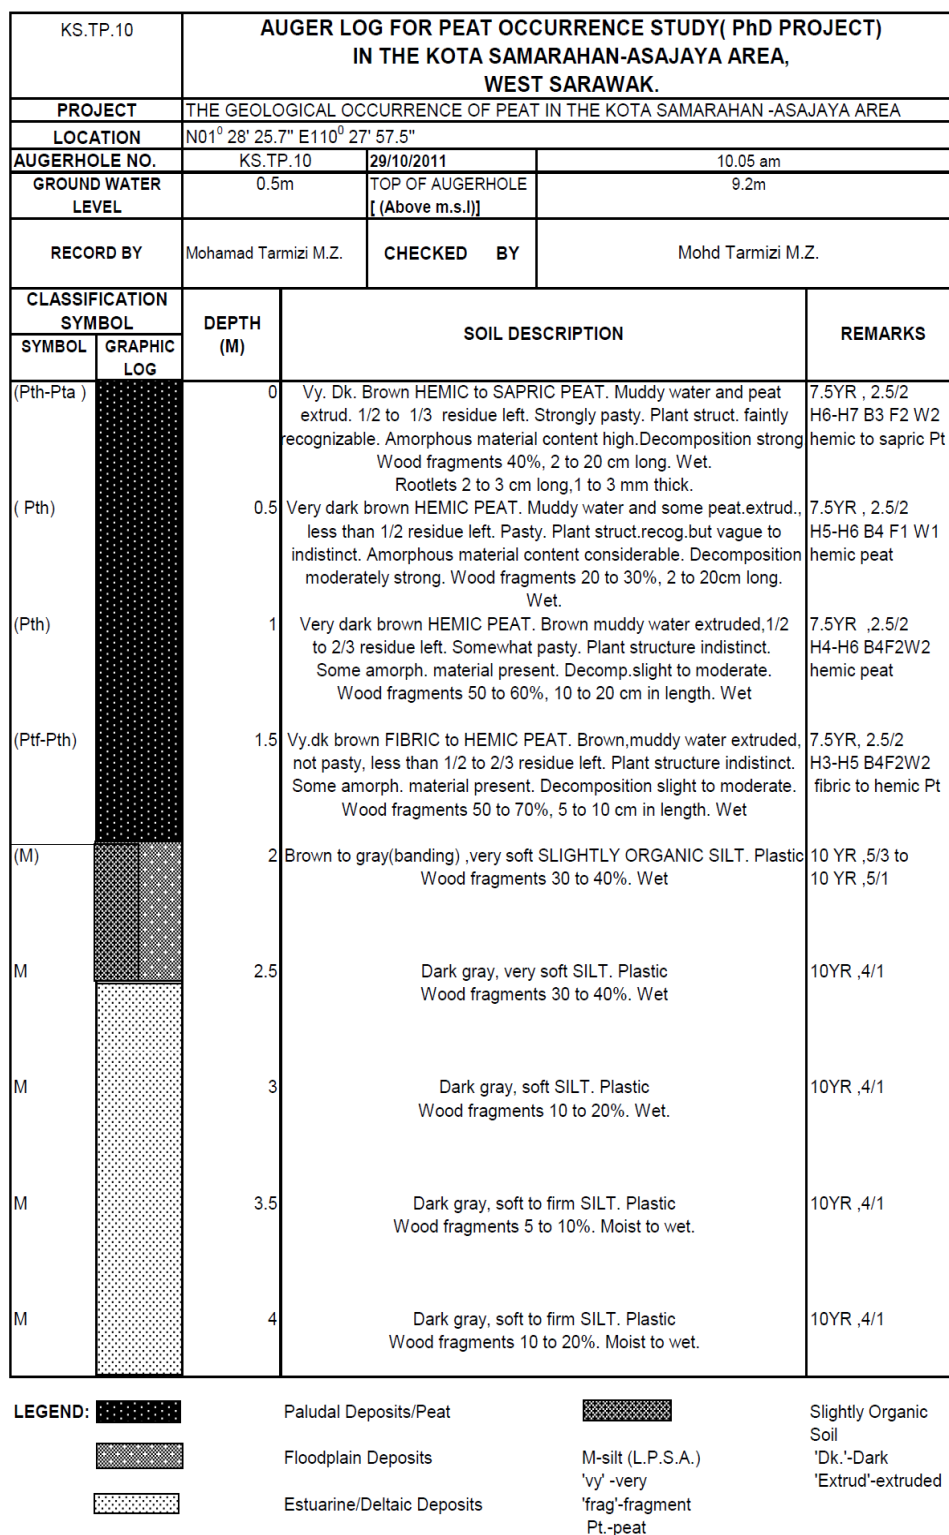 KS.TP.10
AUGER LOG FOR PEAT OCCURRENCE STUDY( PhD PROJECT)
IN THE KOTA SAMARAHAN-ASAJAYA AREA,
WEST SARAWAK.
PROJECT THE GEOLOGICAL OCCURRENCE OF PEAT IN THE KOTA SAMARAHAN -ASAJAYA AREA
LOCATION N01⁰ 28' 25.7" E110⁰ 27' 57.5"
AUGERHOLE NO. KS.TP.10 29/10/2011 10.05 am
GROUND WATER LEVEL 0.5m TOP OF AUGERHOLE [ (Above m.s.l)] 9.2m
RECORD BY Mohamad Tarmizi M.Z. CHECKED BY Mohd Tarmizi M.Z.
CLASSIFICATION SYMBOL
SYMBOL GRAPHIC LOG
DEPTH (M)
SOIL DESCRIPTION
REMARKS
(Pth-Pta ) 0 Vy. Dk. Brown HEMIC to SAPRIC PEAT. Muddy water and peat 7.5YR , 2.5/2
extrud. 1/2 to 1/3 residue left. Strongly pasty. Plant struct. faintly H6-H7 B3 F2 W2
recognizable. Amorphous material content high.Decomposition strong hemic to sapric Pt
Wood fragments 40%, 2 to 20 cm long. Wet.
Rootlets 2 to 3 cm long,1 to 3 mm thick.
( Pth) 0.5 Very dark brown HEMIC PEAT. Muddy water and some peat.extrud., 7.5YR , 2.5/2
less than 1/2 residue left. Pasty. Plant struct.recog.but vague to H5-H6 B4 F1 W1
indistinct. Amorphous material content considerable. Decomposition hemic peat
moderately strong. Wood fragments 20 to 30%, 2 to 20cm long.
Wet.
(Pth) 1 Very dark brown HEMIC PEAT. Brown muddy water extruded,1/2 7.5YR ,2.5/2
to 2/3 residue left. Somewhat pasty. Plant structure indistinct. H4-H6 B4F2W2
Some amorph. material present. Decomp.slight to moderate. hemic peat
Wood fragments 50 to 60%, 10 to 20 cm in length. Wet
(Ptf-Pth) 1.5 Vy.dk brown FIBRIC to HEMIC PEAT. Brown,muddy water extruded, 7.5YR, 2.5/2
not pasty, less than 1/2 to 2/3 residue left. Plant structure indistinct. H3-H5 B4F2W2
Some amorph. material present. Decomposition slight to moderate. fibric to hemic Pt
Wood fragments 50 to 70%, 5 to 10 cm in length. Wet
(M) 2 Brown to gray(banding) ,very soft SLIGHTLY ORGANIC SILT. Plastic 10 YR ,5/3 to
Wood fragments 30 to 40%. Wet 10 YR ,5/1
M 2.5 Dark gray, very soft SILT. Plastic 10YR ,4/1
Wood fragments 30 to 40%. Wet
M 3 Dark gray, soft SILT. Plastic 10YR ,4/1
Wood fragments 10 to 20%. Wet.
M 3.5 Dark gray, soft to firm SILT. Plastic 10YR ,4/1
Wood fragments 5 to 10%. Moist to wet.
M 4 Dark gray, soft to firm SILT. Plastic 10YR ,4/1
Wood fragments 10 to 20%. Moist to wet.
LEGEND: Paludal Deposits/Peat Slightly Organic
Soil
Floodplain Deposits M-silt (L.P.S.A.) 'Dk.'-Dark
'vy' -very 'Extrud'-extruded
Estuarine/Deltaic Deposits 'frag'-fragment
Pt.-peat